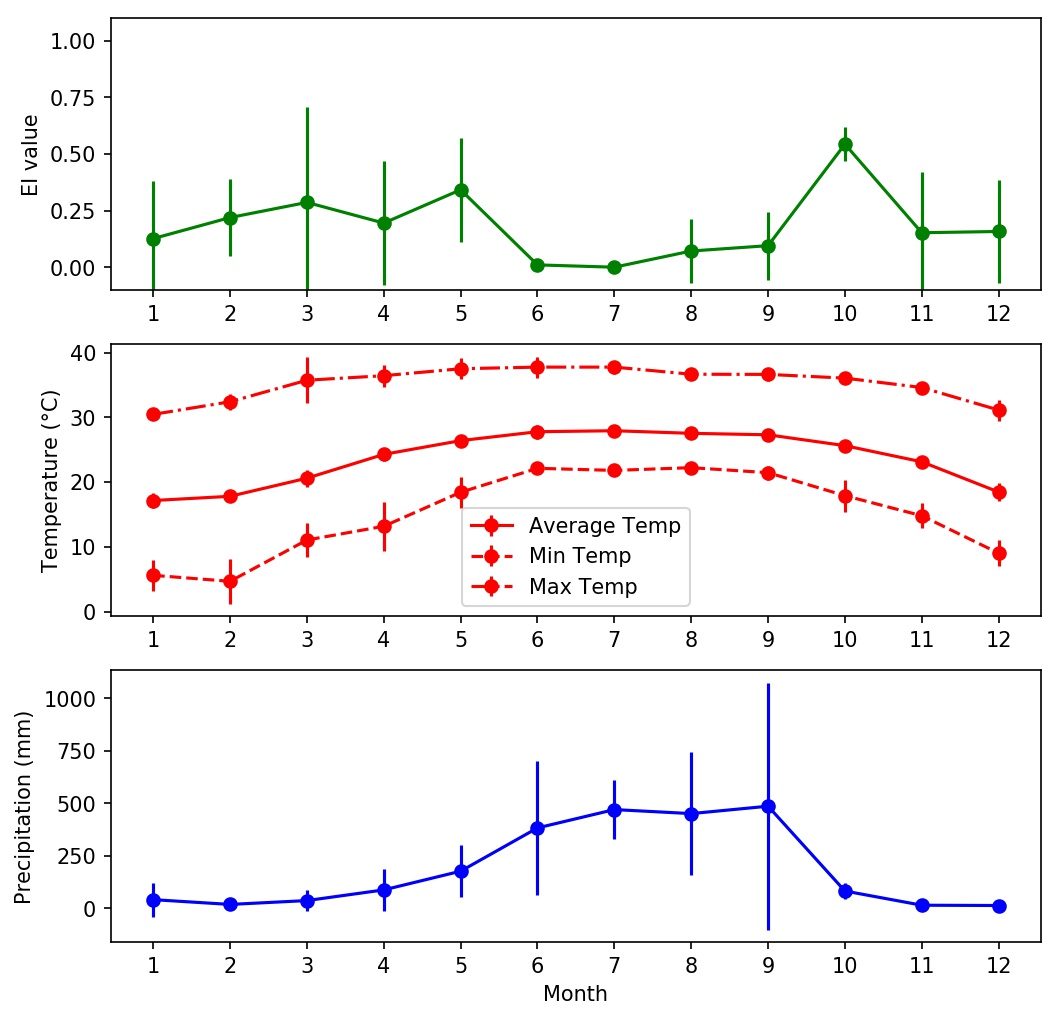 EI value
1.00
0.75
0.50
0.25
0.00
1 2 3 4 5 6 7 8 9 10 11 12
Temperature (°C)
40
30
20
10
0
Average Temp
Min Temp
Max Temp
1 2 3 4 5 6 7 8 9 10 11 12
Precipitation (mm)
1000
750
500
250
0
1 2 3 4 5 6 7 8 9 10 11 12
Month